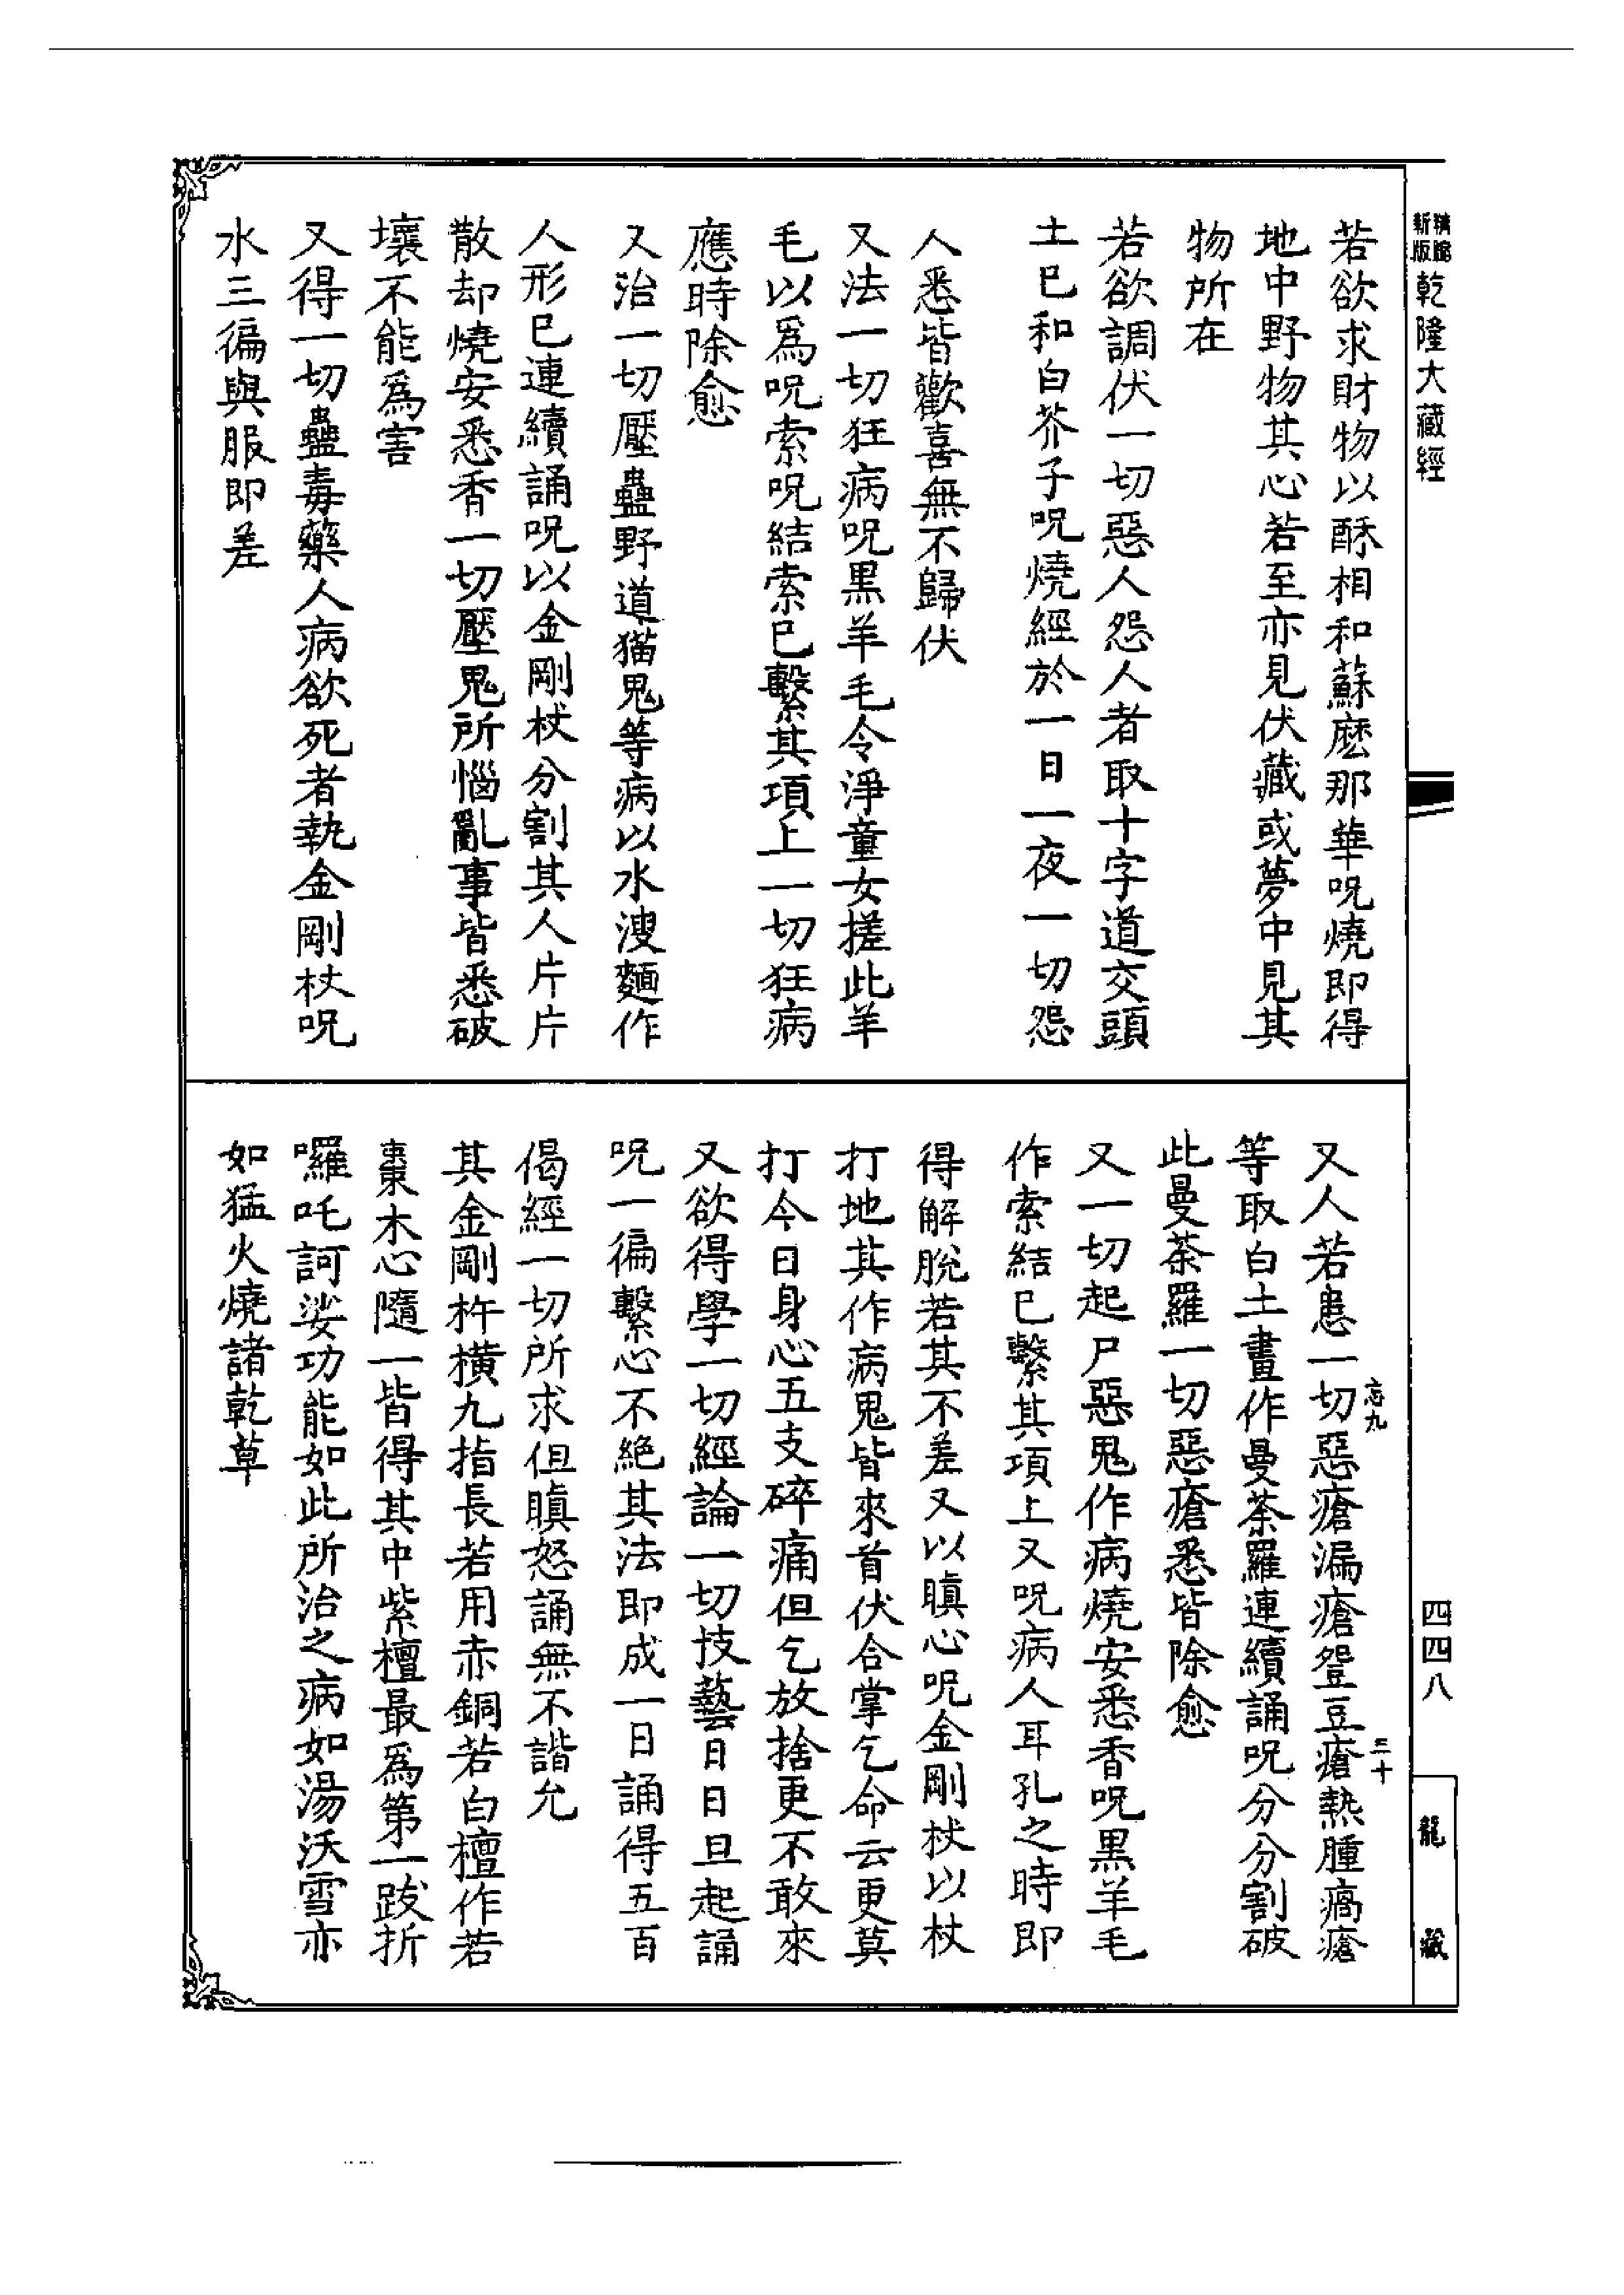 新版精縮乾隆大藏經
若欲求財物以酥相和蘇麽那華呪燒即得
地中野物其心若至亦見伏藏或夢中見其
物所在
若欲調伏一切惡人怨人者取十字道交頭
土巳和白芥子呪燒經於一日一夜一切怨
人悉皆歡喜無不歸伏
又法一切狂病呪黑羊毛令淨童女搓此羊
毛以爲呪索呪結索巳繫其項上一切狂病
應時除愈
又治一切壓蠱野道猫鬼等病以水溲麵作
人形巳連續誦呪以金剛杖分割其人片片
散却燒安悉香一切壓鬼所惱亂事皆悉破
壞不能爲害
又得一切蠱毒藥人病欲死者執金剛杖呪
水三徧與服即差
四四八
龍藏
忘九
三十
又人若患一切惡瘡漏瘡豋豆瘡熱腫瘑瘡
等取白土畫作曼荼羅連續誦呪分分割破
此曼荼羅一切惡瘡悉皆除愈
又一切起尸惡鬼作病燒安悉香呪黑羊毛
作索結巳繫其項上又呪病人耳孔之時即
得解脫若其不差又以瞋心呪金剛杖以杖
打地其作病鬼皆來首伏合掌乞命云更莫
打今日身心五支碎痛但乞放捨更不敢來
又欲得學一切經論一切技藝日日旦起誦
呪一徧繫心不絕其法即成一日誦得五百
偈經一切所求但瞋怒誦無不諧允
其金剛杵橫九指長若用赤銅若白檀作若
棗木心隨一皆得其中紫檀最爲第一跋折
囉吒訶娑功能如此所治之病如湯沃雪亦
如猛火燒諸乾草